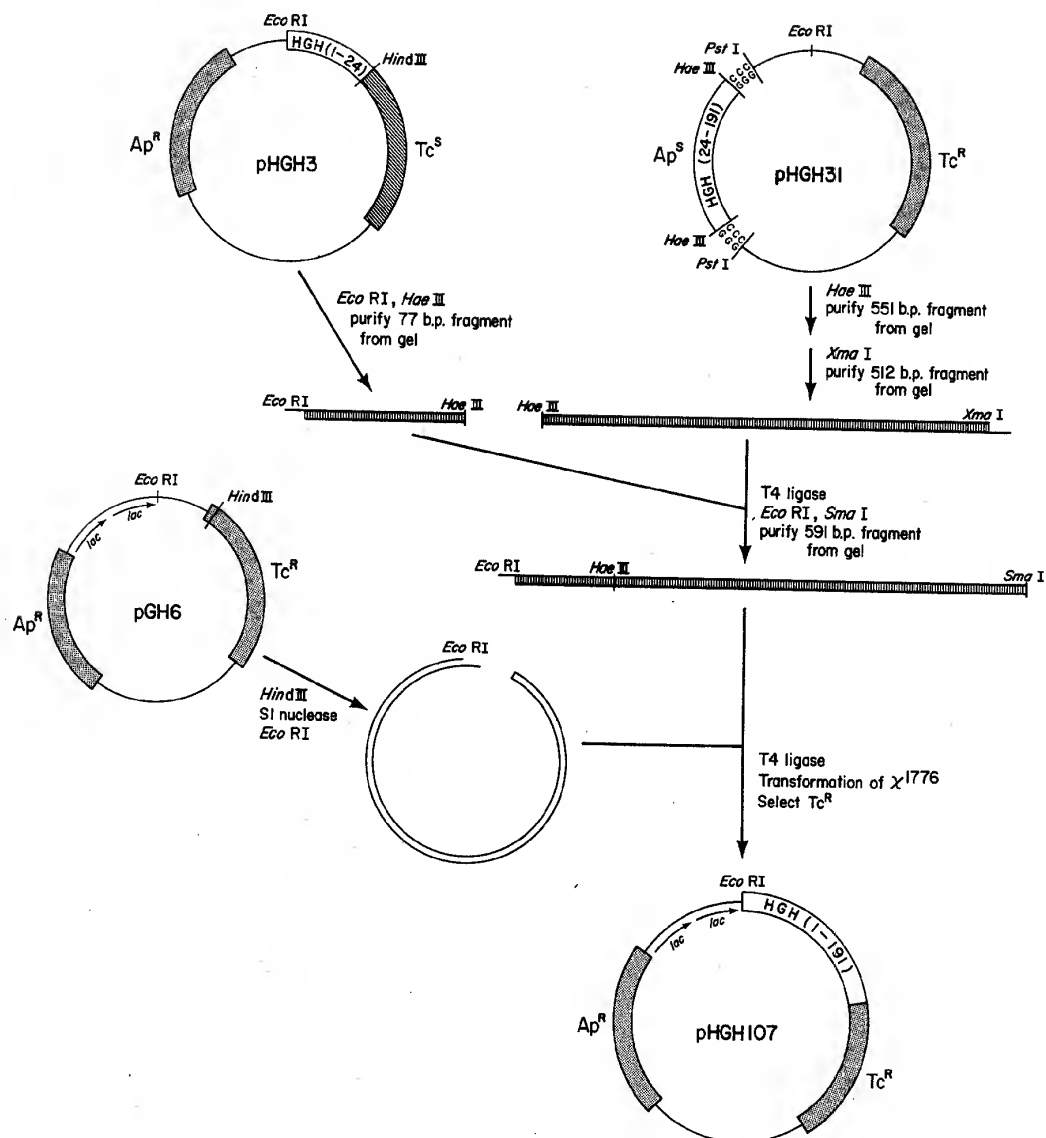 Eco RI
HGH (1-24)
Hind III
Ap^R
Tc^S
pHGH3
Eco RI
Pst I
Hae III
CCC
GGG
Ap^S
HGH (24-191)
Tc^R
pHGH31
Hae III
CCC
GGG
Pst I
Eco RI, Hae III
purify 77 b.p. fragment
from gel
Hae III
purify 551 b.p. fragment
from gel
Xma I
purify 512 b.p. fragment
from gel
Eco RI
Hae III
Hae III
Xma I
T4 ligase
Eco RI, Sma I
purify 591 b.p. fragment
from gel
Eco RI
Hind III
lac
lac
Tc^R
Ap^R
pGH6
Eco RI
Hae III
Sma I
Hind III
S1 nuclease
Eco RI
Eco RI
T4 ligase
Transformation of χ1776
Select Tc^R
Eco RI
HGH (1-191)
lac
lac
Ap^R
pHGH107
Tc^R